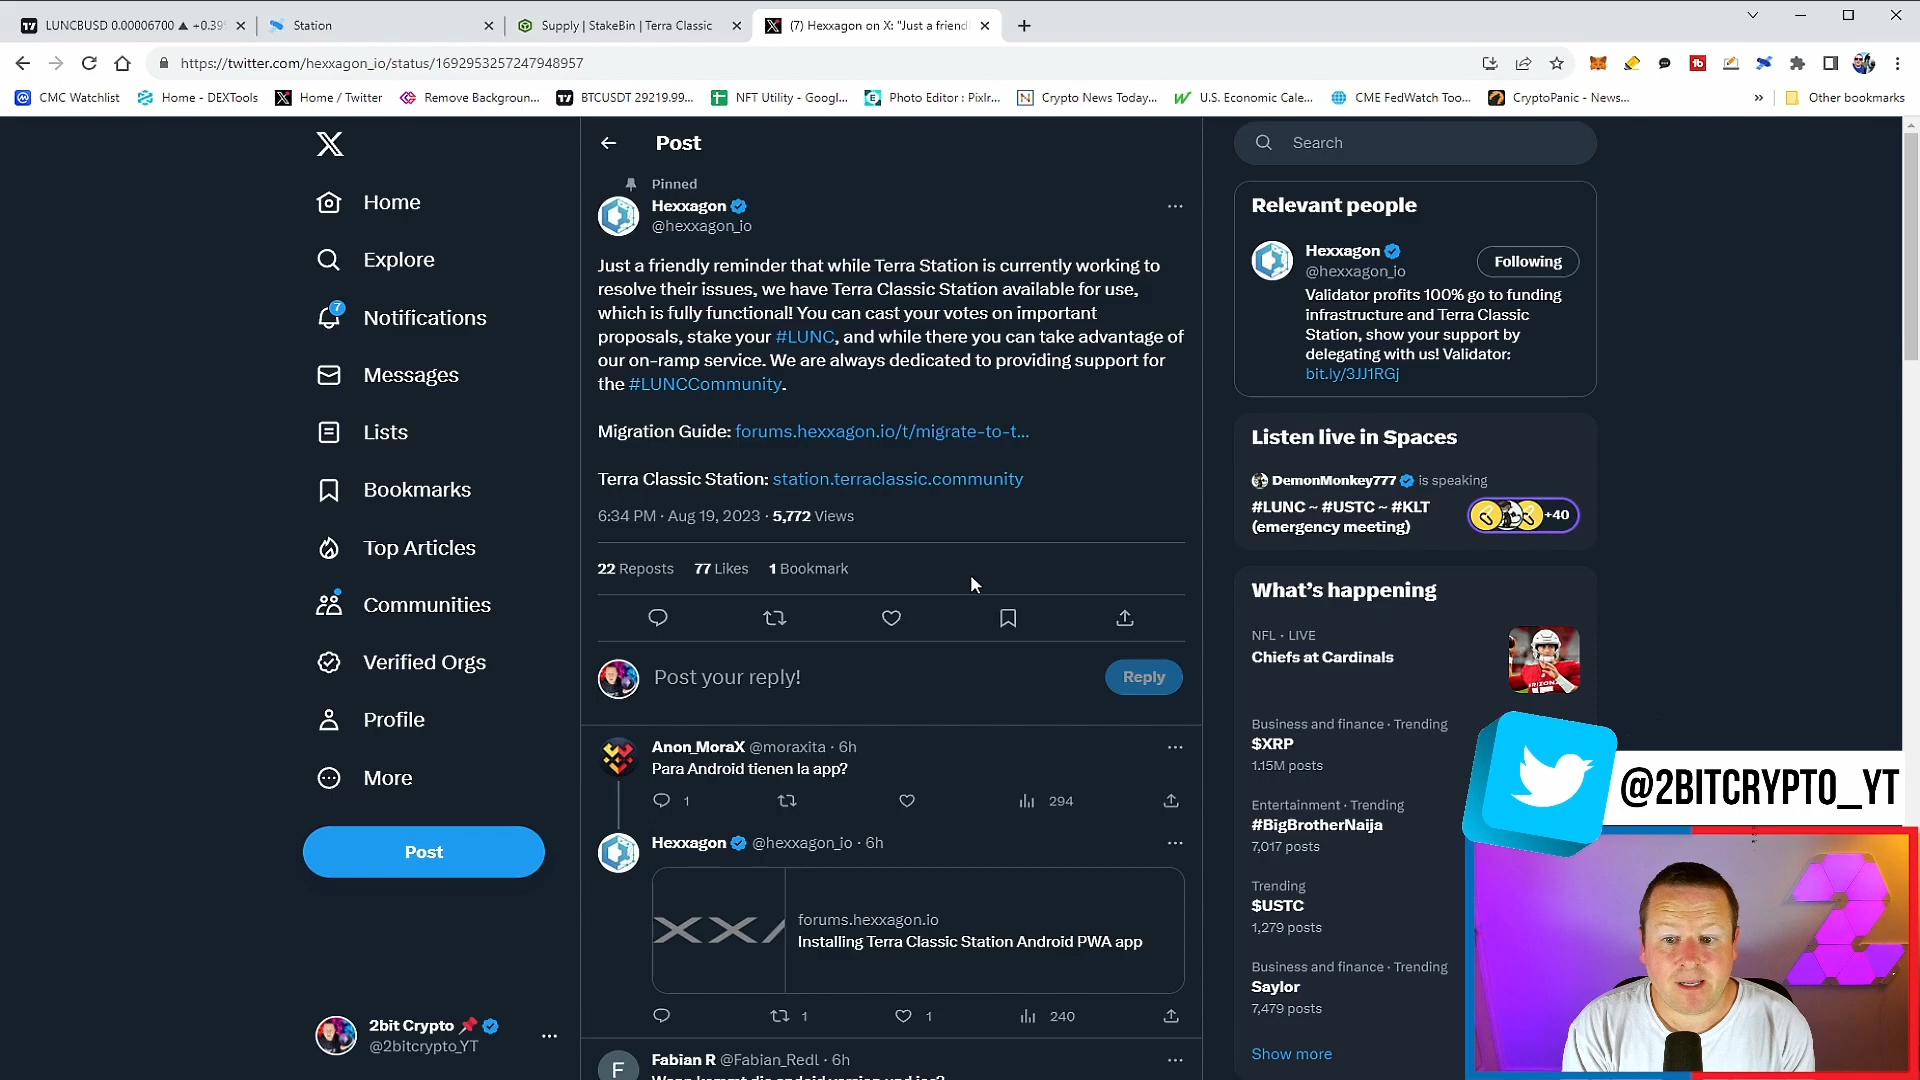 LUNCBUSD 0.00006700 ▲ +0.39
Station
Supply | StakeBin | Terra Classic
(7) Hexxagon on X: "Just a friend
https://twitter.com/hexxagon_io/status/1692953257247948957
CMC Watchlist
Home - DEXTools
Home / Twitter
Remove Backgroun...
BTCUSDT 29219.99...
NFT Utility - Googl...
Photo Editor : Pixlr...
Crypto News Today...
U.S. Economic Cale...
CME FedWatch Too...
CryptoPanic - News...
»
Other bookmarks
Home
Explore
7
Notifications
Messages
Lists
Bookmarks
Top Articles
Communities
Verified Orgs
Profile
More
Post
2bit Crypto
@2bitcrypto_YT
Post
Pinned
Hexxagon
@hexxagon_io
Just a friendly reminder that while Terra Station is currently working to
resolve their issues, we have Terra Classic Station available for use,
which is fully functional! You can cast your votes on important
proposals, stake your #LUNC, and while there you can take advantage of
our on-ramp service. We are always dedicated to providing support for
the #LUNCCommunity.
Migration Guide: forums.hexxagon.io/t/migrate-to-t...
Terra Classic Station: station.terraclassic.community
6:34 PM · Aug 19, 2023 · 5,772 Views
22 Reposts 77 Likes 1 Bookmark
Post your reply!
Reply
Anon_MoraX @moraxita · 6h
Para Android tienen la app?
1
294
Hexxagon @hexxagon_io · 6h
forums.hexxagon.io
Installing Terra Classic Station Android PWA app
1
1
240
F
Fabian R @Fabian_Redl · 6h
Search
Relevant people
Hexxagon
@hexxagon_io
Following
Validator profits 100% go to funding
infrastructure and Terra Classic
Station, show your support by
delegating with us! Validator:
bit.ly/3JJ1RGj
Listen live in Spaces
DemonMonkey777 is speaking
#LUNC ~ #USTC ~ #KLT
(emergency meeting)
+40
What's happening
NFL · LIVE
Chiefs at Cardinals
Business and finance · Trending
$XRP
1.15M posts
Entertainment · Trending
#BigBrotherNaija
7,017 posts
Trending
$USTC
1,279 posts
Business and finance · Trending
Saylor
7,479 posts
Show more
@2BITCRYPTO_YT